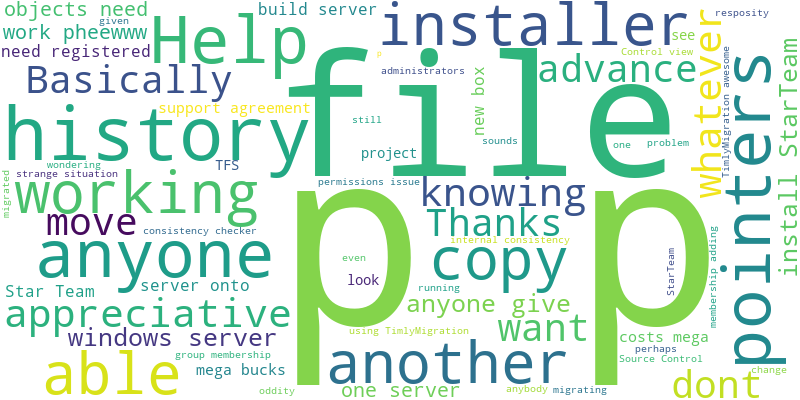 objects need
given
work pheewww
need registered
Help
build server
installer
resposity
see
Control view
whatever
Basically
administrators
advance
file
p
support agreement
new box
TimlyMigration awesome
install StarTeam
history
still
sounds
one
problem
project
wondering
TFS
strange situation
permissions issue
pointers
migrated
working
knowing
move
Thanks
consistency checker
internal consistency
membership adding
anyone
copy
p p
even
StarTeam
server onto
look
Star Team
running
anyone give
appreciative
want
using TimlyMigration
costs mega
windows server
another
perhaps
group membership
Source Control
able
mega bucks
change
dont
oddity
one server
anybody
migrating